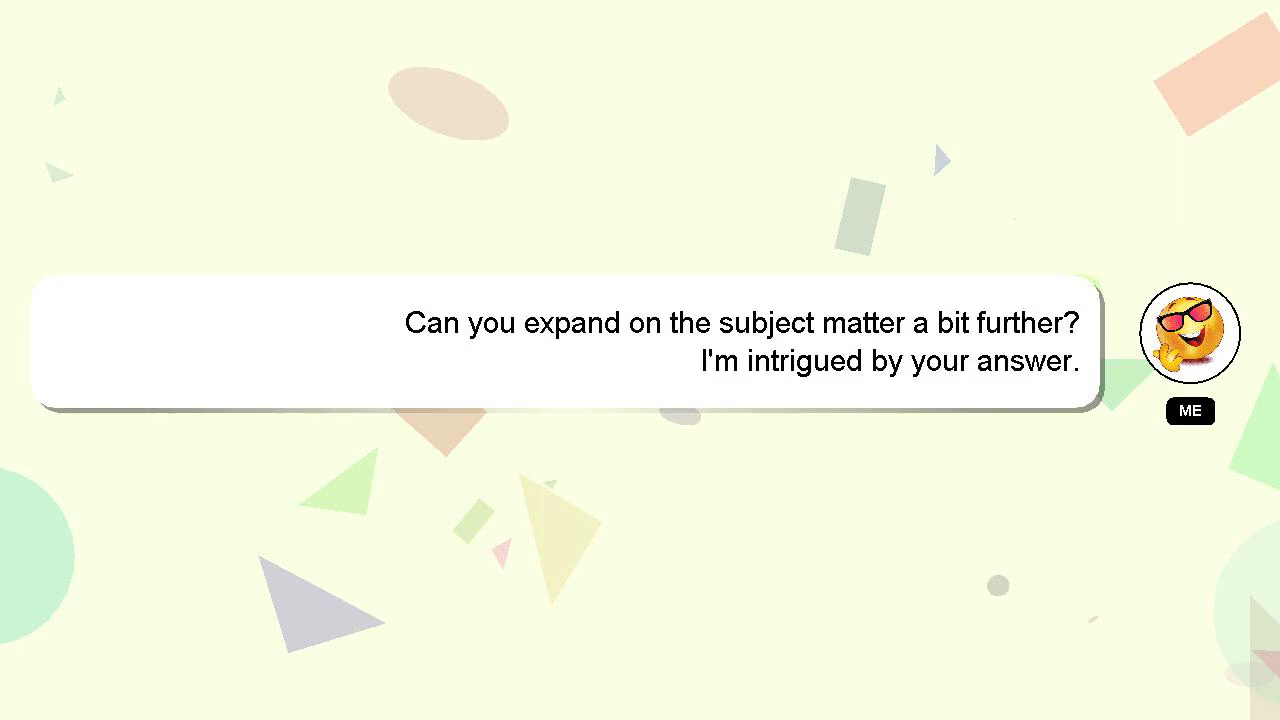 Can you expand on the subject matter a bit further?
I'm intrigued by your answer.
ME